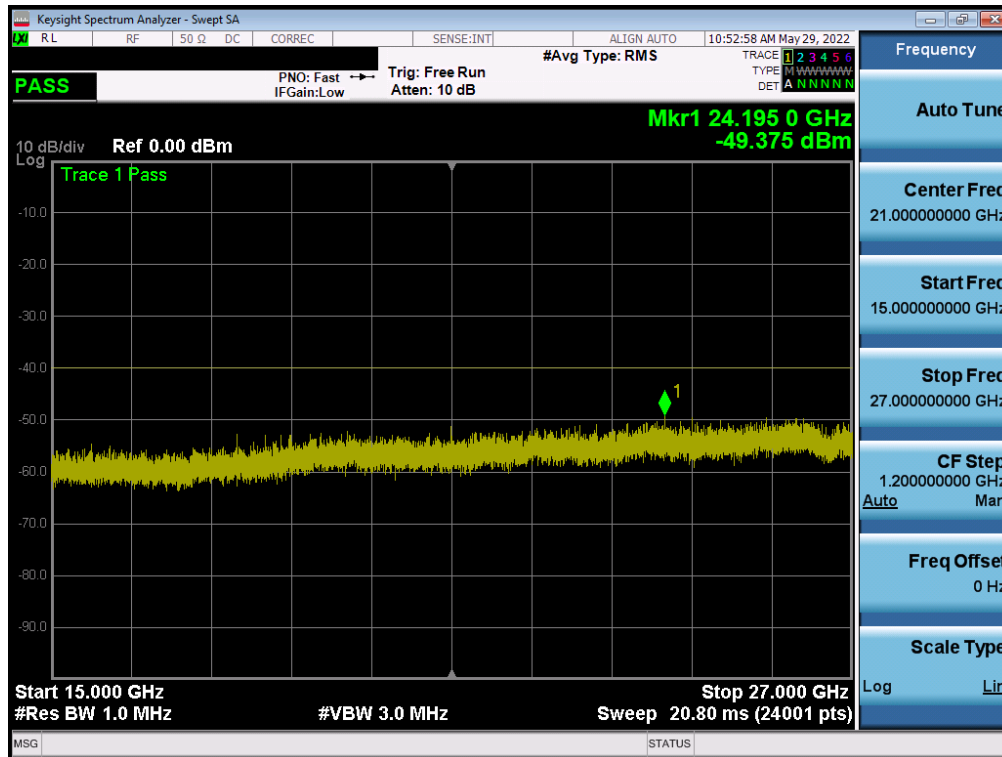 Keysight Spectrum Analyzer - Swept SA
LXI RL RF 50 Ω DC CORREC SENSE:INT ALIGN AUTO 10:52:58 AM May 29, 2022
PASS
PNO: Fast
IFGain:Low
Trig: Free Run
Atten: 10 dB
#Avg Type: RMS
TRACE 1 2 3 4 5 6
TYPE M WWWWW
DET A N N N N N
Mkr1 24.195 0 GHz
-49.375 dBm
10 dB/div
Log
Ref 0.00 dBm
Trace 1 Pass
-10.0
-20.0
-30.0
-40.0
-50.0
-60.0
-70.0
-80.0
-90.0
1
Start 15.000 GHz
Stop 27.000 GHz
#Res BW 1.0 MHz
#VBW 3.0 MHz
Sweep 20.80 ms (24001 pts)
MSG
STATUS
Frequency
Auto Tune
Center Freq
21.000000000 GHz
Start Freq
15.000000000 GHz
Stop Freq
27.000000000 GHz
CF Step
1.200000000 GHz
Auto Man
Freq Offset
0 Hz
Scale Type
Log Lin